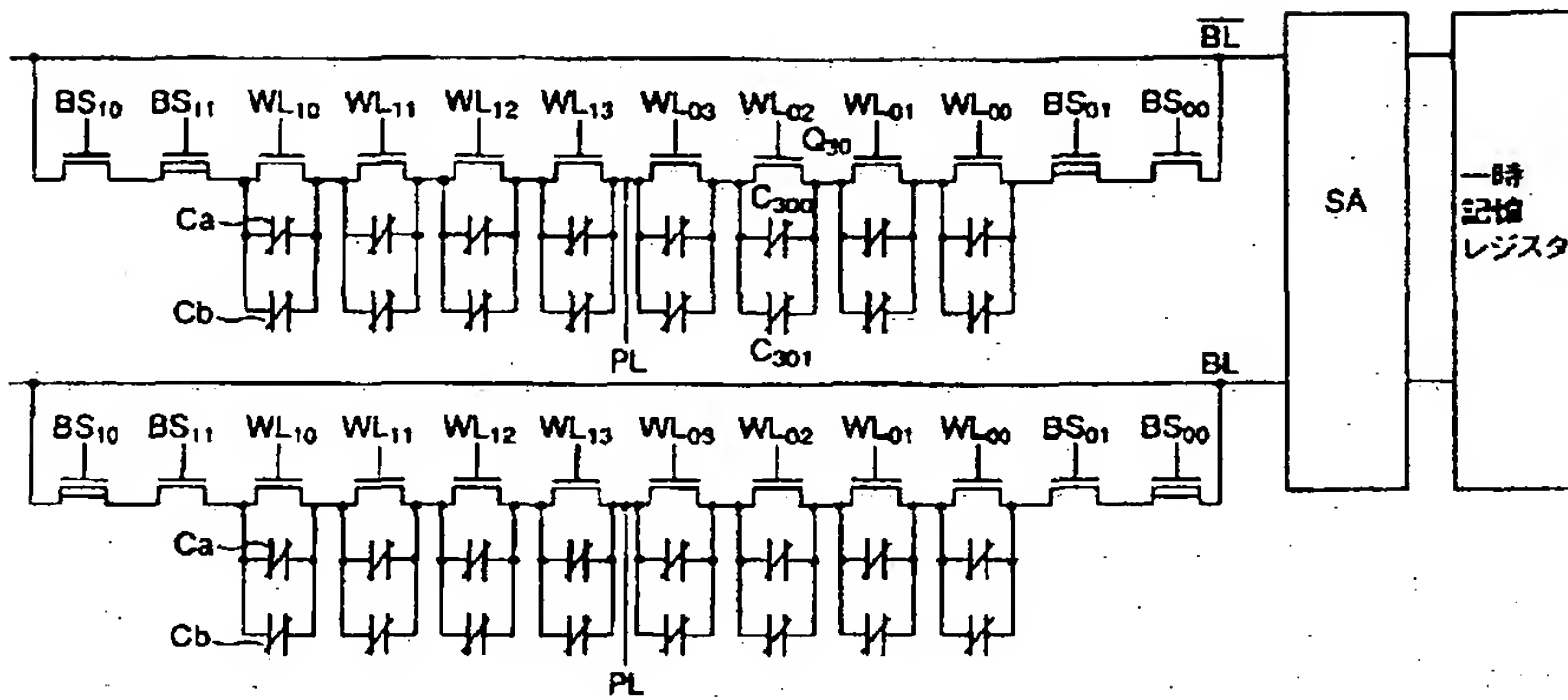 B̅L̅
BS₁₀ BS₁₁ WL₁₀ WL₁₁ WL₁₂ WL₁₃ WL₀₃ WL₀₂ WL₀₁ WL₀₀ BS₀₁ BS₀₀
Q₃₀
Ca
C₃₀₀
Cb
C₃₀₁
PL
SA
一時
記憶
レジスタ
BL
BS₁₀ BS₁₁ WL₁₀ WL₁₁ WL₁₂ WL₁₃ WL₀₃ WL₀₂ WL₀₁ WL₀₀ BS₀₁ BS₀₀
Ca
Cb
PL